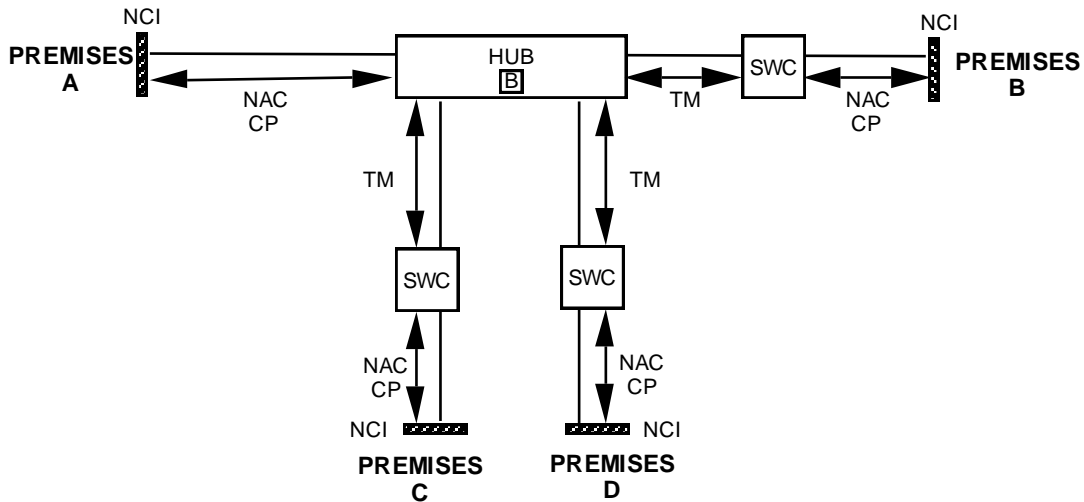 NCI
PREMISES
A
NAC
CP
HUB
B
TM
SWC
NAC
CP
NCI
PREMISES
B
TM
TM
SWC
SWC
NAC
CP
NAC
CP
NCI
NCI
PREMISES
C
PREMISES
D